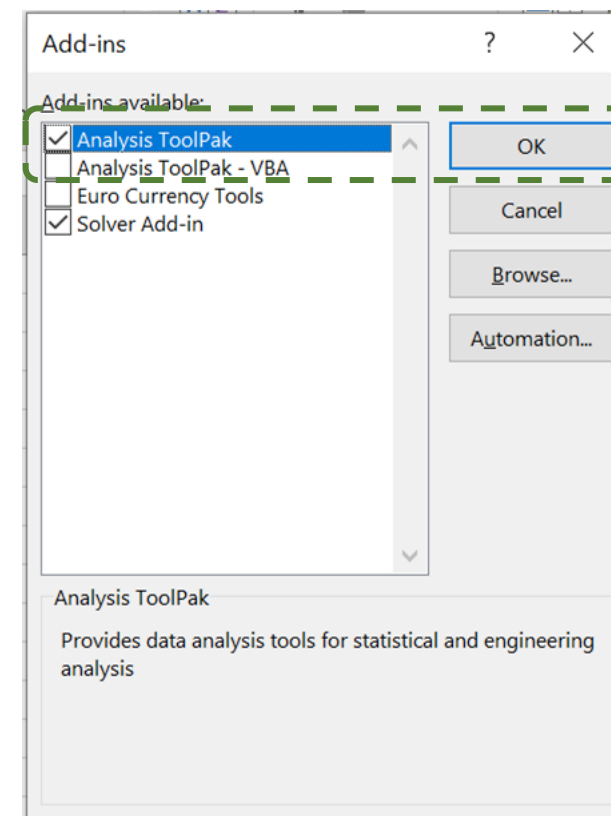 Add-ins
?
Add-ins available:
Analysis ToolPak
Analysis ToolPak - VBA
Euro Currency Tools
Solver Add-in
OK
Cancel
Browse...
Automation...
Analysis ToolPak
Provides data analysis tools for statistical and engineering
analysis